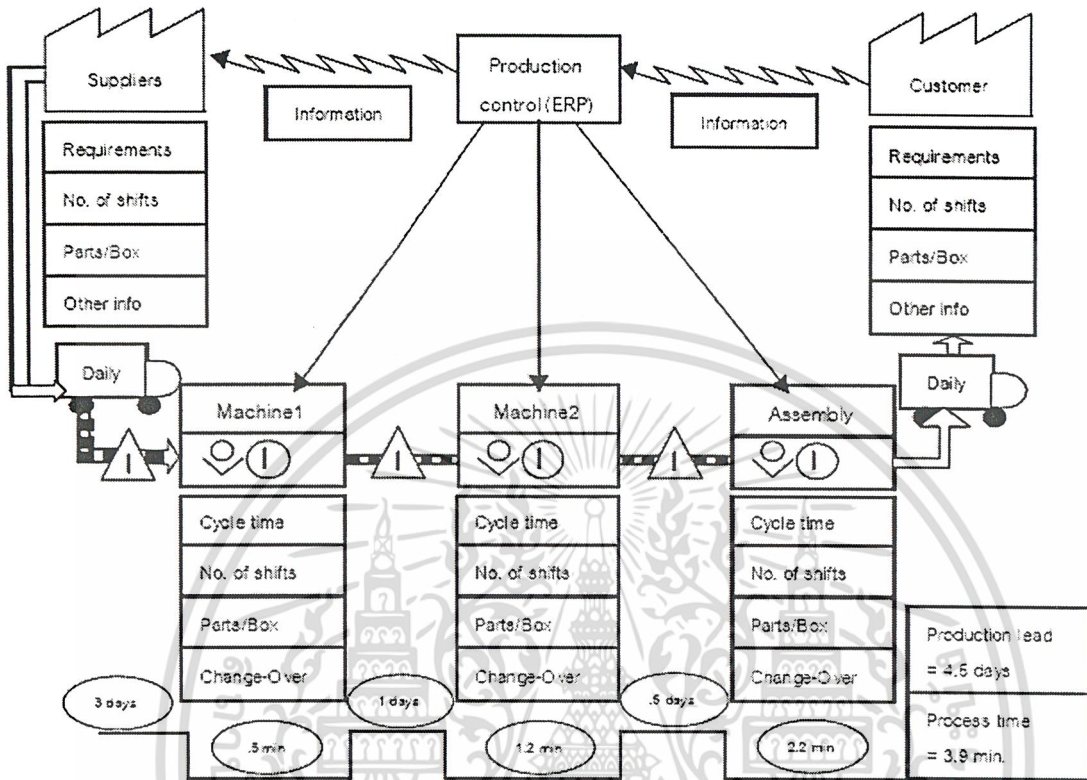 Suppliers
Production
control (ERP)
Customer
Information
Information
Requirements
No. of shifts
Parts/Box
Other info
Requirements
No. of shifts
Parts/Box
Other info
Daily
Daily
Machine1
Machine2
Assembly
I
I
I
I
I
I
Cycle time
No. of shifts
Parts/Box
Change-Over
Cycle time
No. of shifts
Parts/Box
Change-Over
Cycle time
No. of shifts
Parts/Box
Change-Over
3 days
1 days
.5 days
.5 min
1.2 min
2.2 min
Production lead
= 4.5 days
Process time
= 3.9 min.